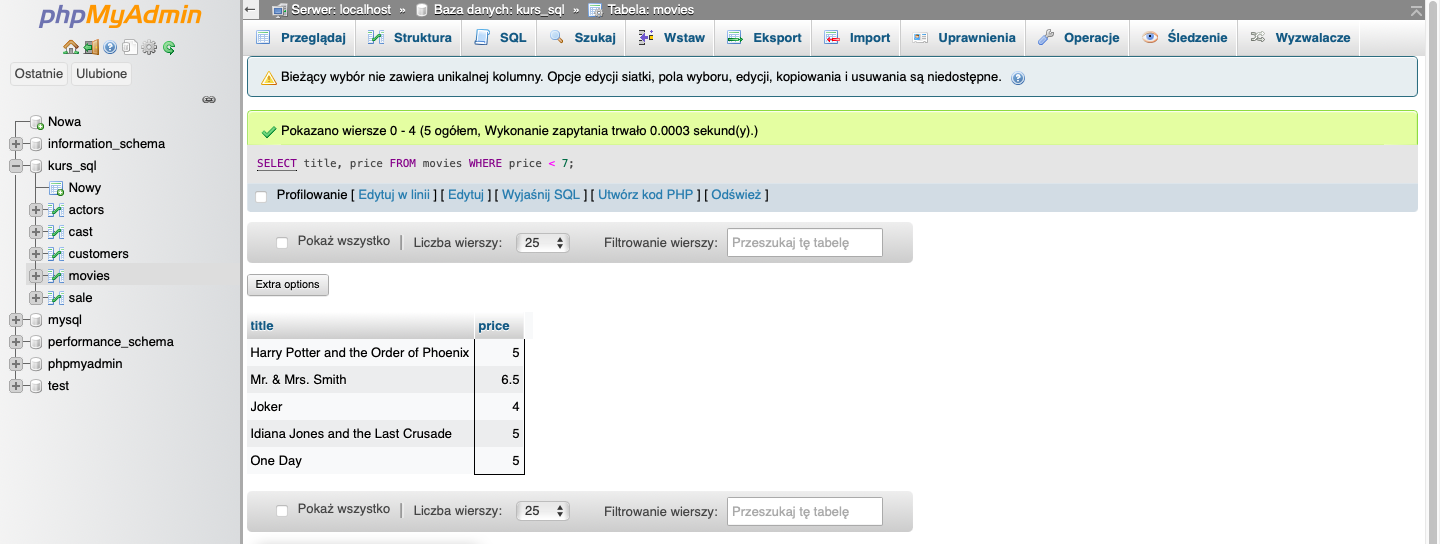 phpMyAdmin
Ostatnie Ulubione
Nowa
information_schema
kurs_sql
Nowy
actors
cast
customers
movies
sale
mysql
performance_schema
phpmyadmin
test
Serwer: localhost » Baza danych: kurs_sql » Tabela: movies
Przeglądaj Struktura SQL Szukaj Wstaw Eksport Import Uprawnienia Operacje Śledzenie Wyzwalacze
Bieżący wybór nie zawiera unikalnej kolumny. Opcje edycji siatki, pola wyboru, edycji, kopiowania i usuwania są niedostępne.
Pokazano wiersze 0 - 4 (5 ogółem, Wykonanie zapytania trwało 0.0003 sekund(y).)
SELECT title, price FROM movies WHERE price < 7;
Profilowanie [ Edytuj w linii ] [ Edytuj ] [ Wyjaśnij SQL ] [ Utwórz kod PHP ] [ Odśwież ]
Pokaż wszystko | Liczba wierszy: 25 Filtrowanie wierszy: Przeszukaj tę tabelę
Extra options
title price
Harry Potter and the Order of Phoenix 5
Mr. & Mrs. Smith 6.5
Joker 4
Idiana Jones and the Last Crusade 5
One Day 5
Pokaż wszystko | Liczba wierszy: 25 Filtrowanie wierszy: Przeszukaj tę tabelę